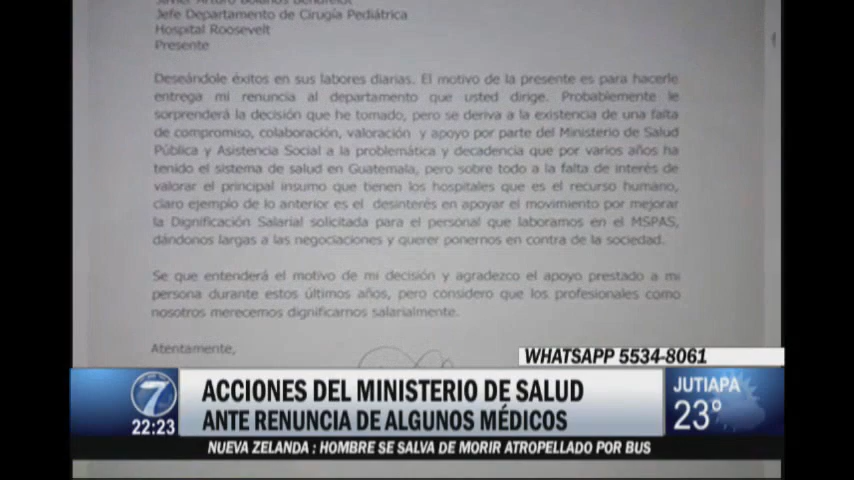 Javier Arturo Bolaños Bendfeldt
Jefe Departamento de Cirugía Pediátrica
Hospital Roosevelt
Presente
Deseándole éxitos en sus labores diarias. El motivo de la presente es para hacerle
entrega mi renuncia al departamento que usted dirige. Probablemente le
sorprenderá la decisión que he tomado, pero se deriva a la existencia de una falta
de compromiso, colaboración, valoración y apoyo por parte del Ministerio de Salud
Pública y Asistencia Social a la problemática y decadencia que por varios años ha
tenido el sistema de salud en Guatemala, pero sobre todo a la falta de interés de
valorar el principal insumo que tienen los hospitales que es el recurso humano,
claro ejemplo de lo anterior es el desinterés en apoyar el movimiento por mejorar
la Dignificación Salarial solicitada para el personal que laboramos en el MSPAS,
dándonos largas a las negociaciones y querer ponernos en contra de la sociedad.
Se que entenderá el motivo de mi decisión y agradezco el apoyo prestado a mi
persona durante estos últimos años, pero considero que los profesionales como
nosotros merecemos dignificarnos salarialmente.
Atentamente,
WHATSAPP 5534-8061
7
22:23
ACCIONES DEL MINISTERIO DE SALUD
ANTE RENUNCIA DE ALGUNOS MÉDICOS
JUTIAPA
23°
NUEVA ZELANDA : HOMBRE SE SALVA DE MORIR ATROPELLADO POR BUS